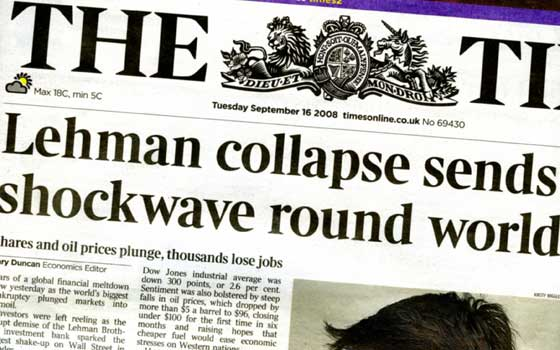 times2
THE TI
DIEU ET MON DROIT
Max 18C, min 5C
Tuesday September 16 2008 timesonline.co.uk No 69430
Lehman collapse sends
shockwave round world
hares and oil prices plunge, thousands lose jobs
ry Duncan Economics Editor
ars of a global financial meltdown
w yesterday as the world's biggest
nkruptcy plunged markets into
moil.
vestors were left reeling as the
upt demise of the Lehman Broth-
investment bank sparked the
gest shake-up on Wall Street in
Dow Jones industrial average was
down 300 points, or 2.6 per cent.
Sentiment was also bolstered by steep
falls in oil prices, which dropped by
more than $5 a barrel to $96, closing
under $100 for the first time in six
months and raising hopes that
cheaper fuel would ease economic
stresses on Western nations